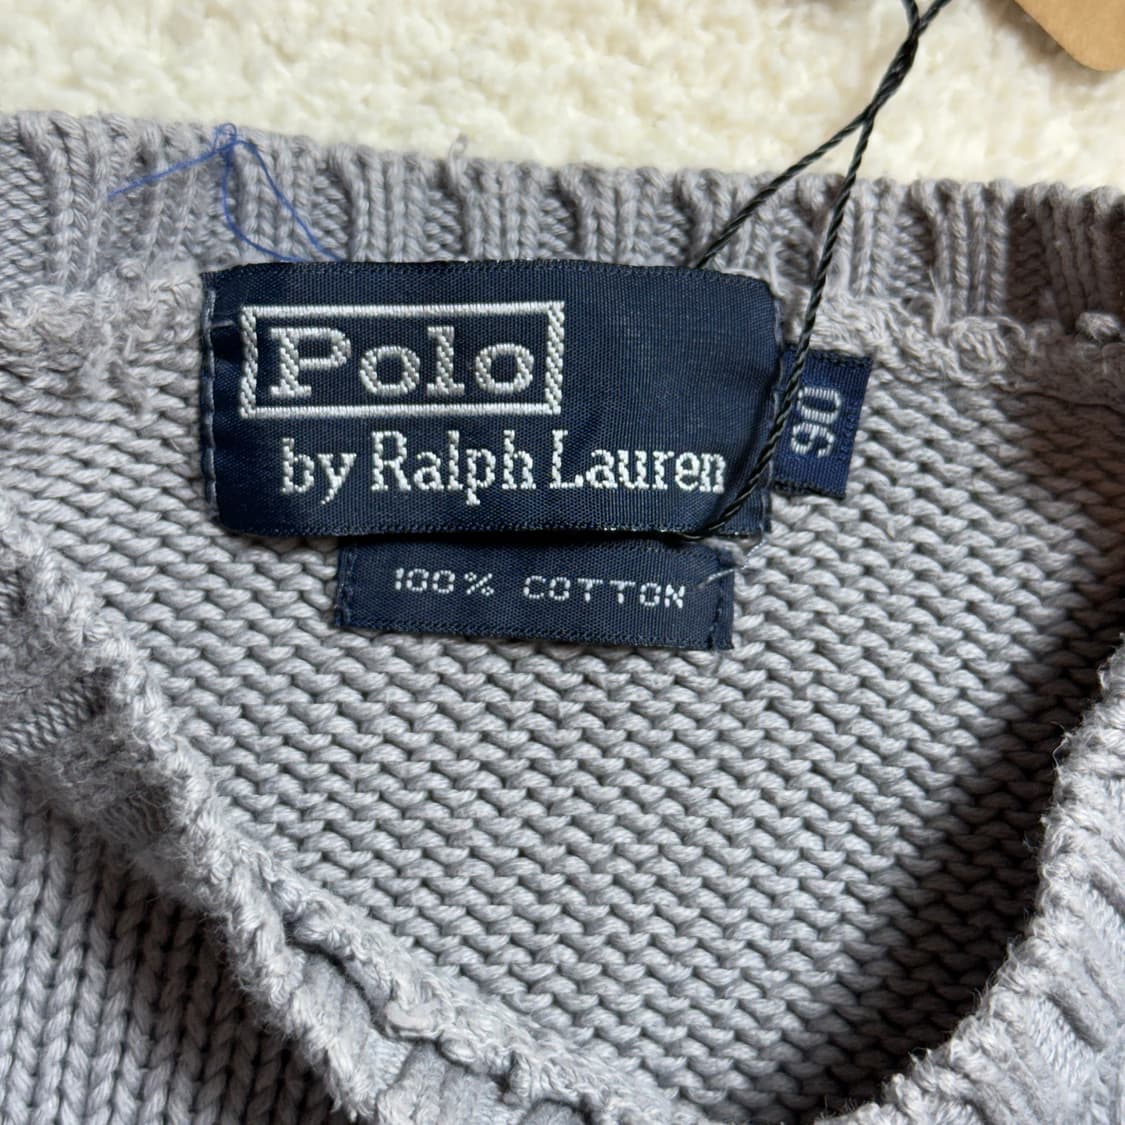 Polo
by Ralph Lauren
90
100% COTTON